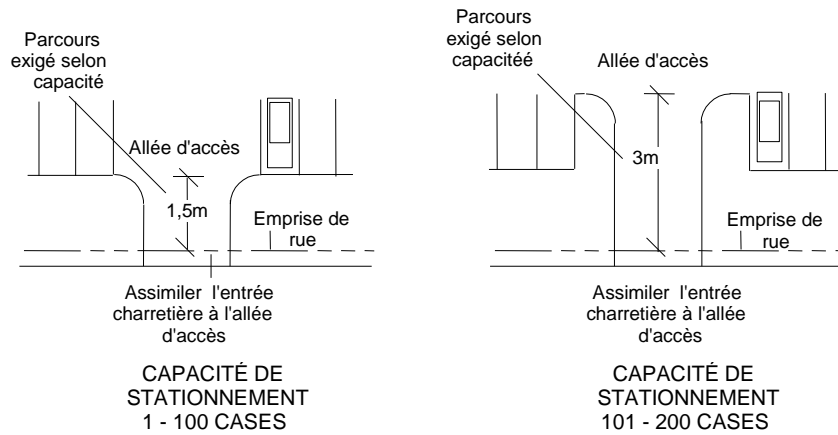 Parcours
exigé selon
capacité
Allée d'accès
1,5m
Emprise de
rue
Assimiler l'entrée
charretière à l'allée
d'accès
CAPACITÉ DE
STATIONNEMENT
1 - 100 CASES
Parcours
exigé selon
capacitéé
Allée d'accès
3m
Emprise de
rue
Assimiler l'entrée
charretière à l'allée
d'accès
CAPACITÉ DE
STATIONNEMENT
101 - 200 CASES